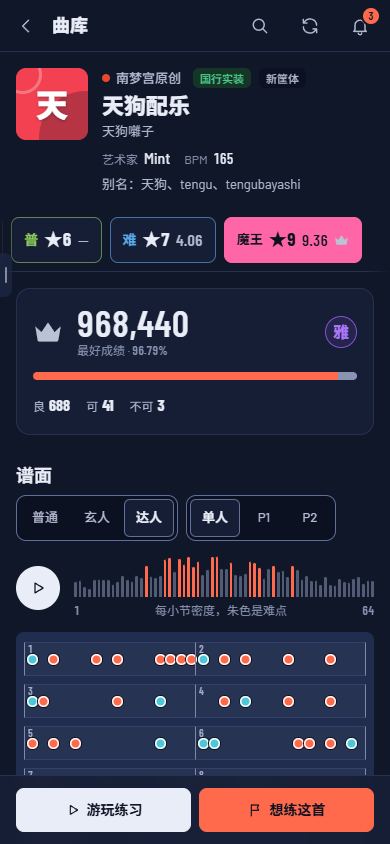 曲库
3
天
南梦宫原创 国行实装 新筐体
天狗配乐
天狗囃子
艺术家 Mint BPM 165
别名：天狗、tengu、tengubayashi
普 ★6 —
难 ★7 4.06
魔王 ★9 9.36
968,440
最好成绩 · 96.79%
雅
良 688 可 41 不可 3
谱面
普通 玄人 达人 单人 P1 P2
1 每小节密度，朱色是难点 64
1 2
3 4
5 6
7 8
游玩练习 想练这首